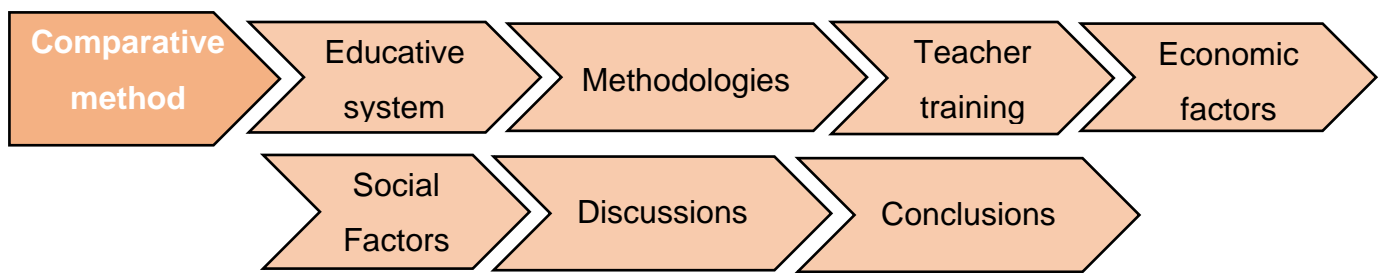 Comparative
method
Educative
system
Methodologies
Teacher
training
Economic
factors
Social
Factors
Discussions
Conclusions